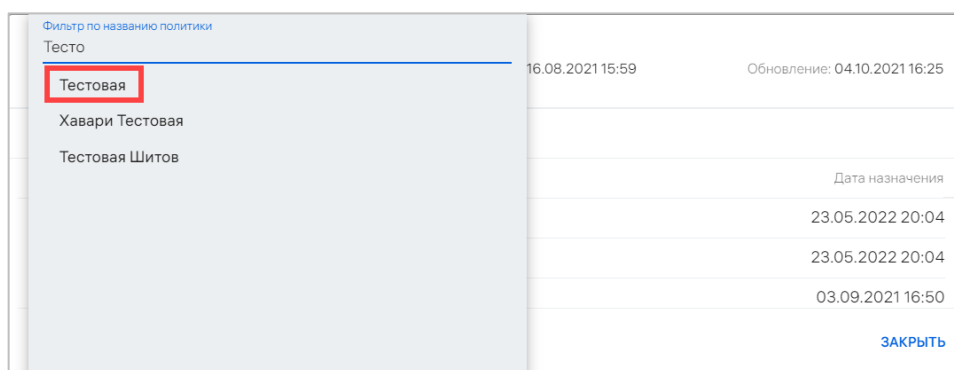 Фильтр по названию политики
Тесто
16.08.2021 15:59
Обновление: 04.10.2021 16:25
Тестовая
Хавари Тестовая
Тестовая Шитов
Дата назначения
23.05.2022 20:04
23.05.2022 20:04
03.09.2021 16:50
ЗАКРЫТЬ